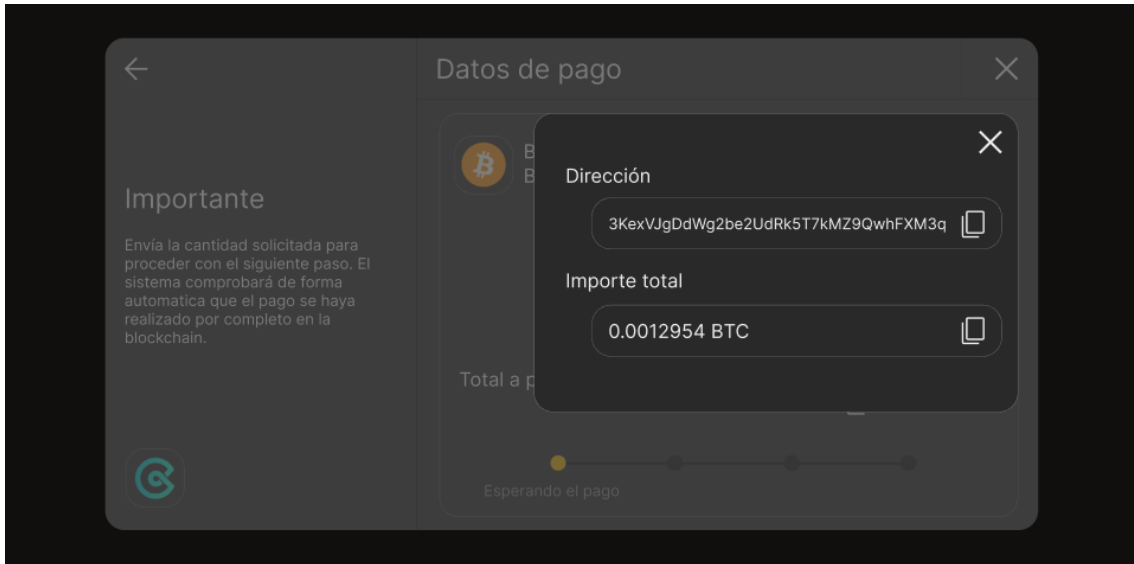 Datos de pago
Importante
Envía la cantidad solicitada para
proceder con el siguiente paso. El
sistema comprobará de forma
automatica que el pago se haya
realizado por completo en la
blockchain.
B
B
Dirección
3KexVJgDdWg2be2UdRk5T7kMZ9QwhFXM3q
Importe total
0.0012954 BTC
Total a p
Esperando el pago